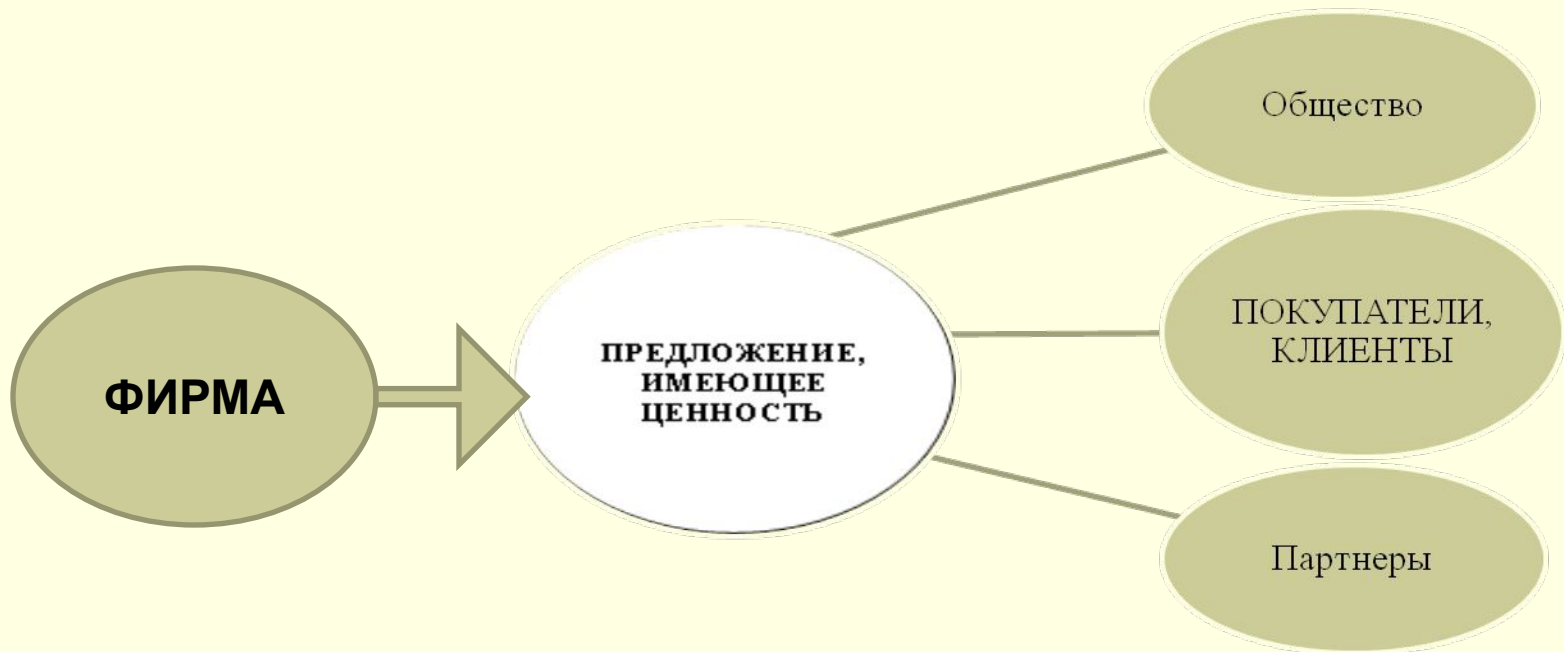 ФИРМА
ПРЕДЛОЖЕНИЕ,
ИМЕЮЩЕЕ
ЦЕННОСТЬ
Общество
ПОКУПАТЕЛИ,
КЛИЕНТЫ
Партнеры